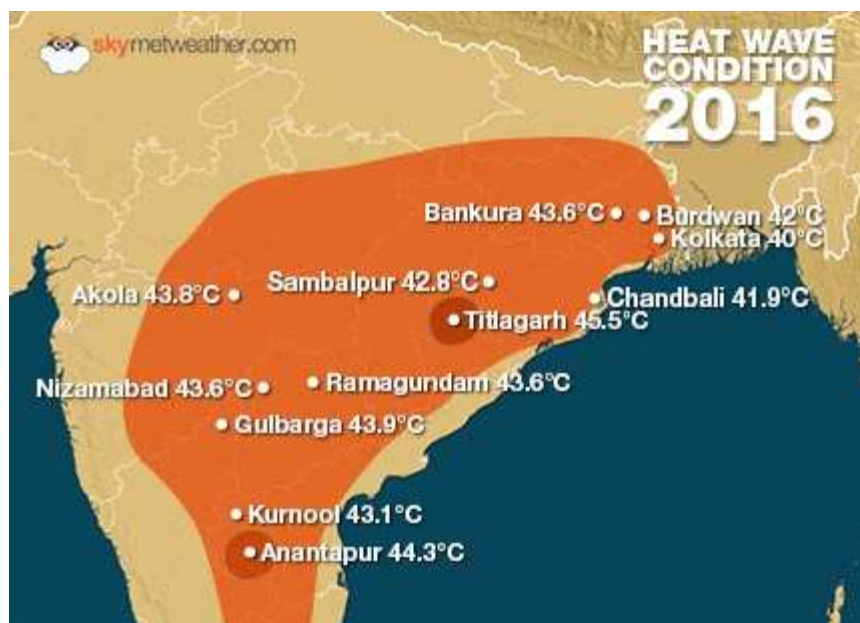 skymetweather.com
HEAT WAVE
CONDITION
2016
Bankura 43.6°C
Burdwan 42°C
Kolkata 40°C
Sambalpur 42.8°C
Akola 43.8°C
Chandbali 41.9°C
Titlagarh 45.5°C
Nizamabad 43.6°C
Ramagundam 43.6°C
Gulbarga 43.9°C
Kurnool 43.1°C
Anantapur 44.3°C